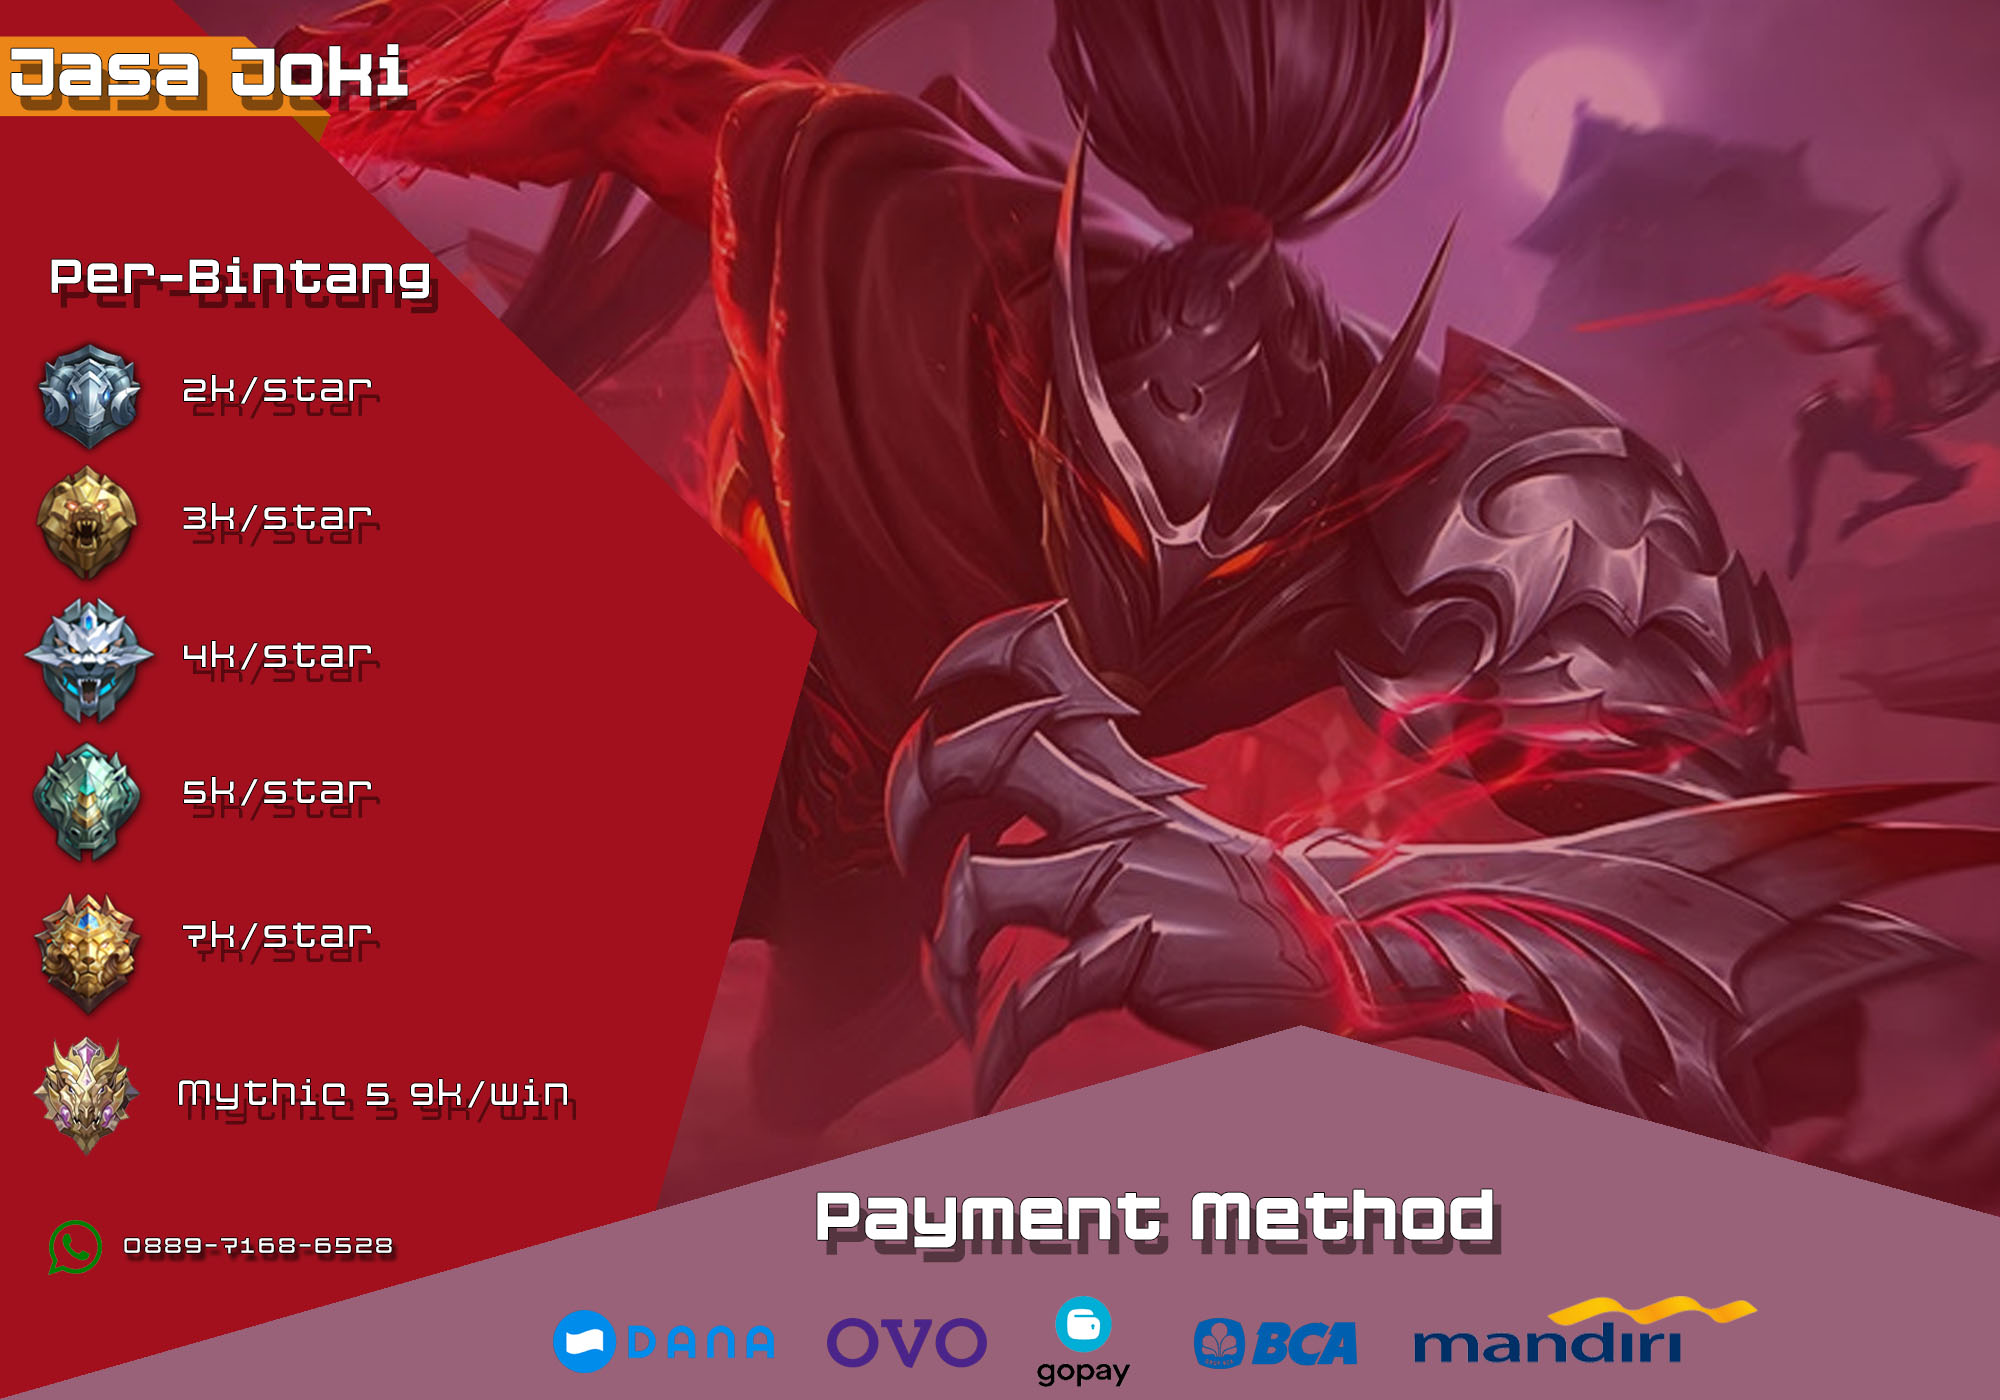 Jasa Joki
Per-Bintang
2k/star
3k/star
4k/star
5k/star
7k/star
Mythic 5 9k/win
0889-7168-6528
Payment Method
DANA
OVO
gopay
BCA
mandiri